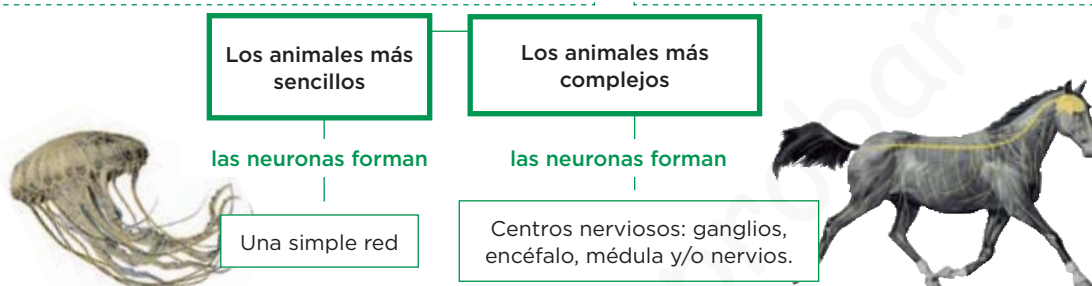 Los animales más
sencillos
Los animales más
complejos
las neuronas forman
las neuronas forman
Una simple red
Centros nerviosos: ganglios,
encéfalo, médula y/o nervios.